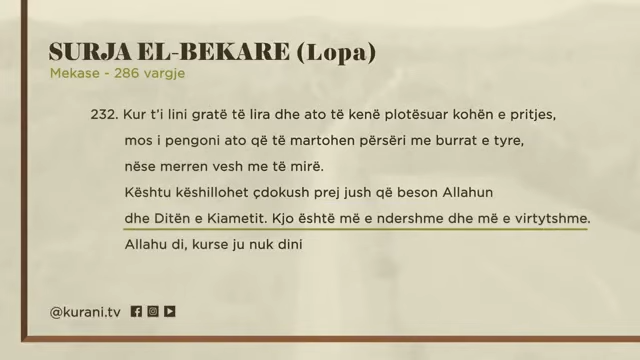 SURJA EL-BEKARE (Lopa)
Mekase - 286 vargje
232. Kur t'i lini gratë të lira dhe ato të kenë plotësuar kohën e pritjes,
mos i pengoni ato që të martohen përsëri me burrat e tyre,
nëse merren vesh me të mirë.
Kështu këshillohet çdokush prej jush që beson Allahun
dhe Ditën e Kiametit. Kjo është më e ndershme dhe më e virtytshme.
Allahu di, kurse ju nuk dini
@kurani.tv